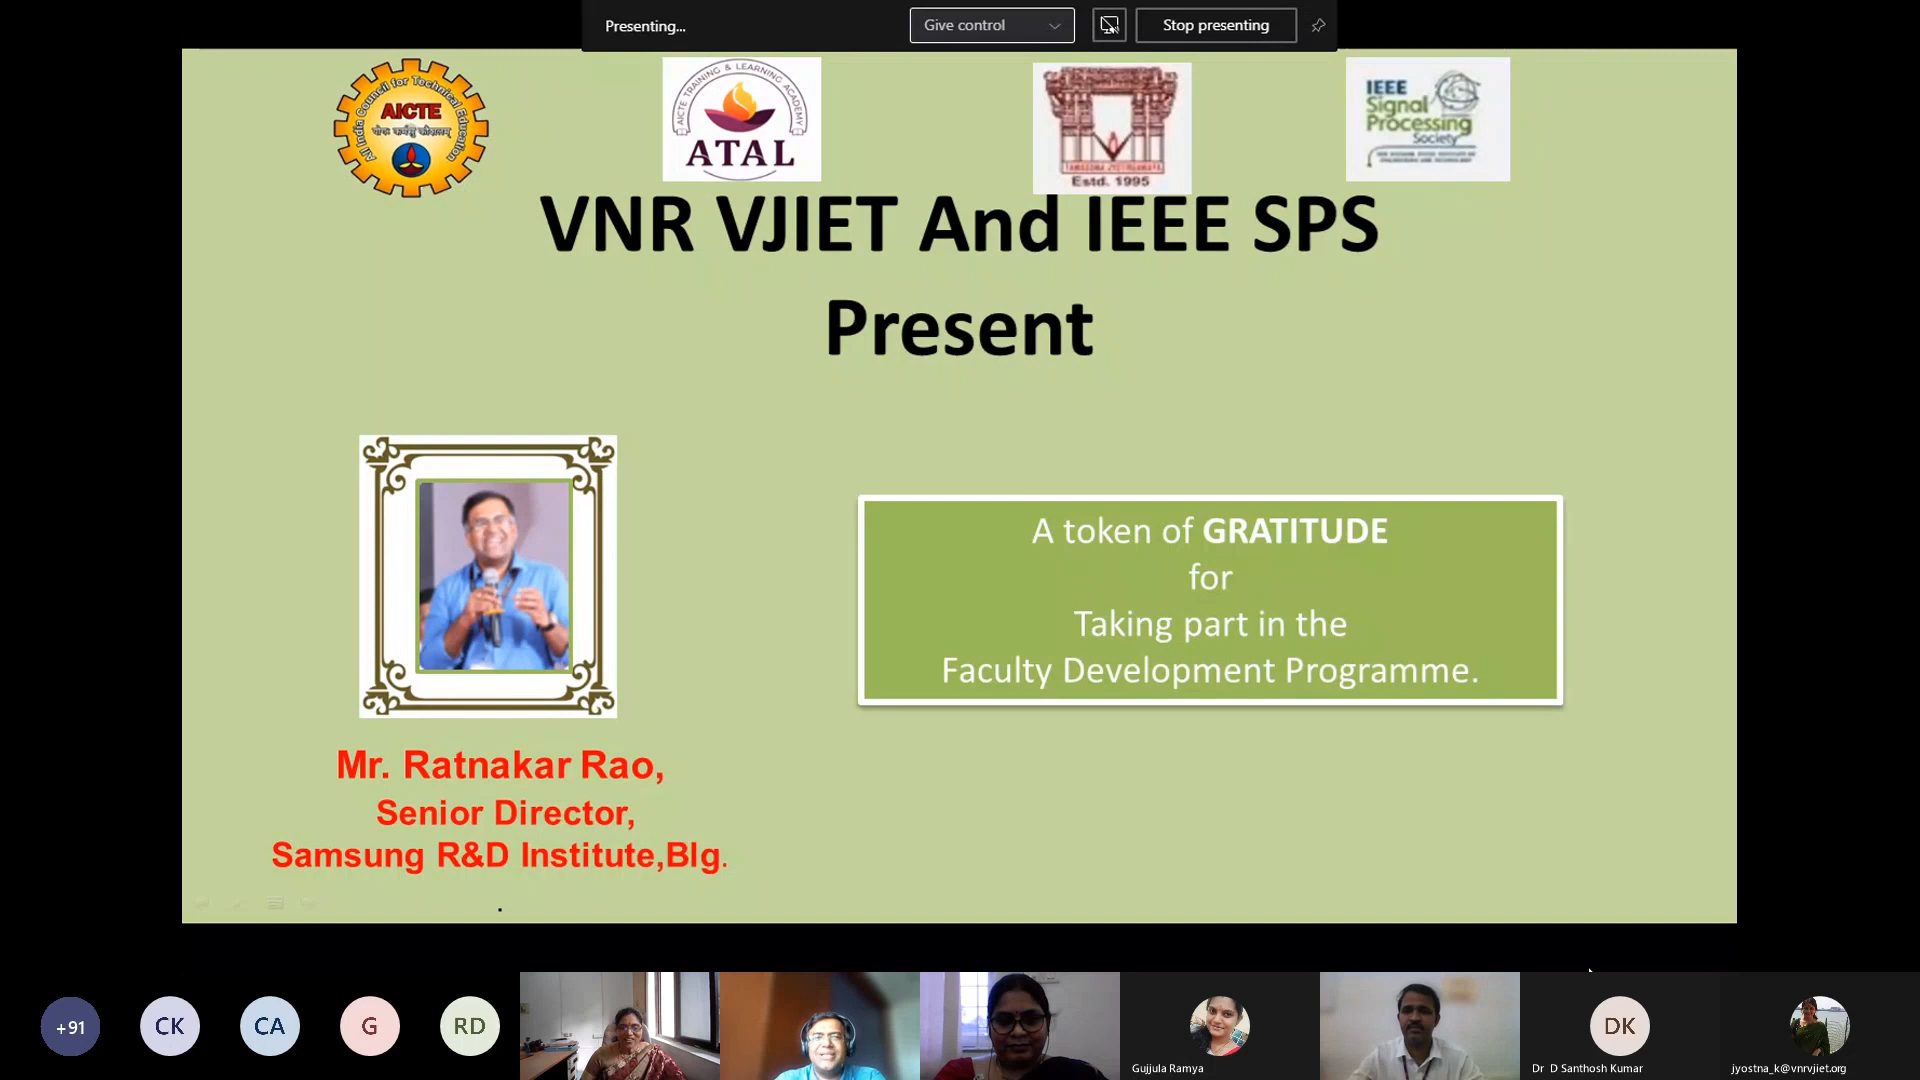 Presenting...
Give control
Stop presenting
All India Council for Technical Education
AICTE
AICTE TRAINING & LEARNING ACADEMY
ATAL
Estd. 1995
IEEE
Signal
Processing
Society
VNR VJIET And IEEE SPS
Present
A token of GRATITUDE
for
Taking part in the
Faculty Development Programme.
Mr. Ratnakar Rao,
Senior Director,
Samsung R&D Institute,Blg.
+91
CK
CA
G
RD
Gujjula Ramya
DK
Dr D Santhosh Kumar
jyostna_k@vnrvjiet.org